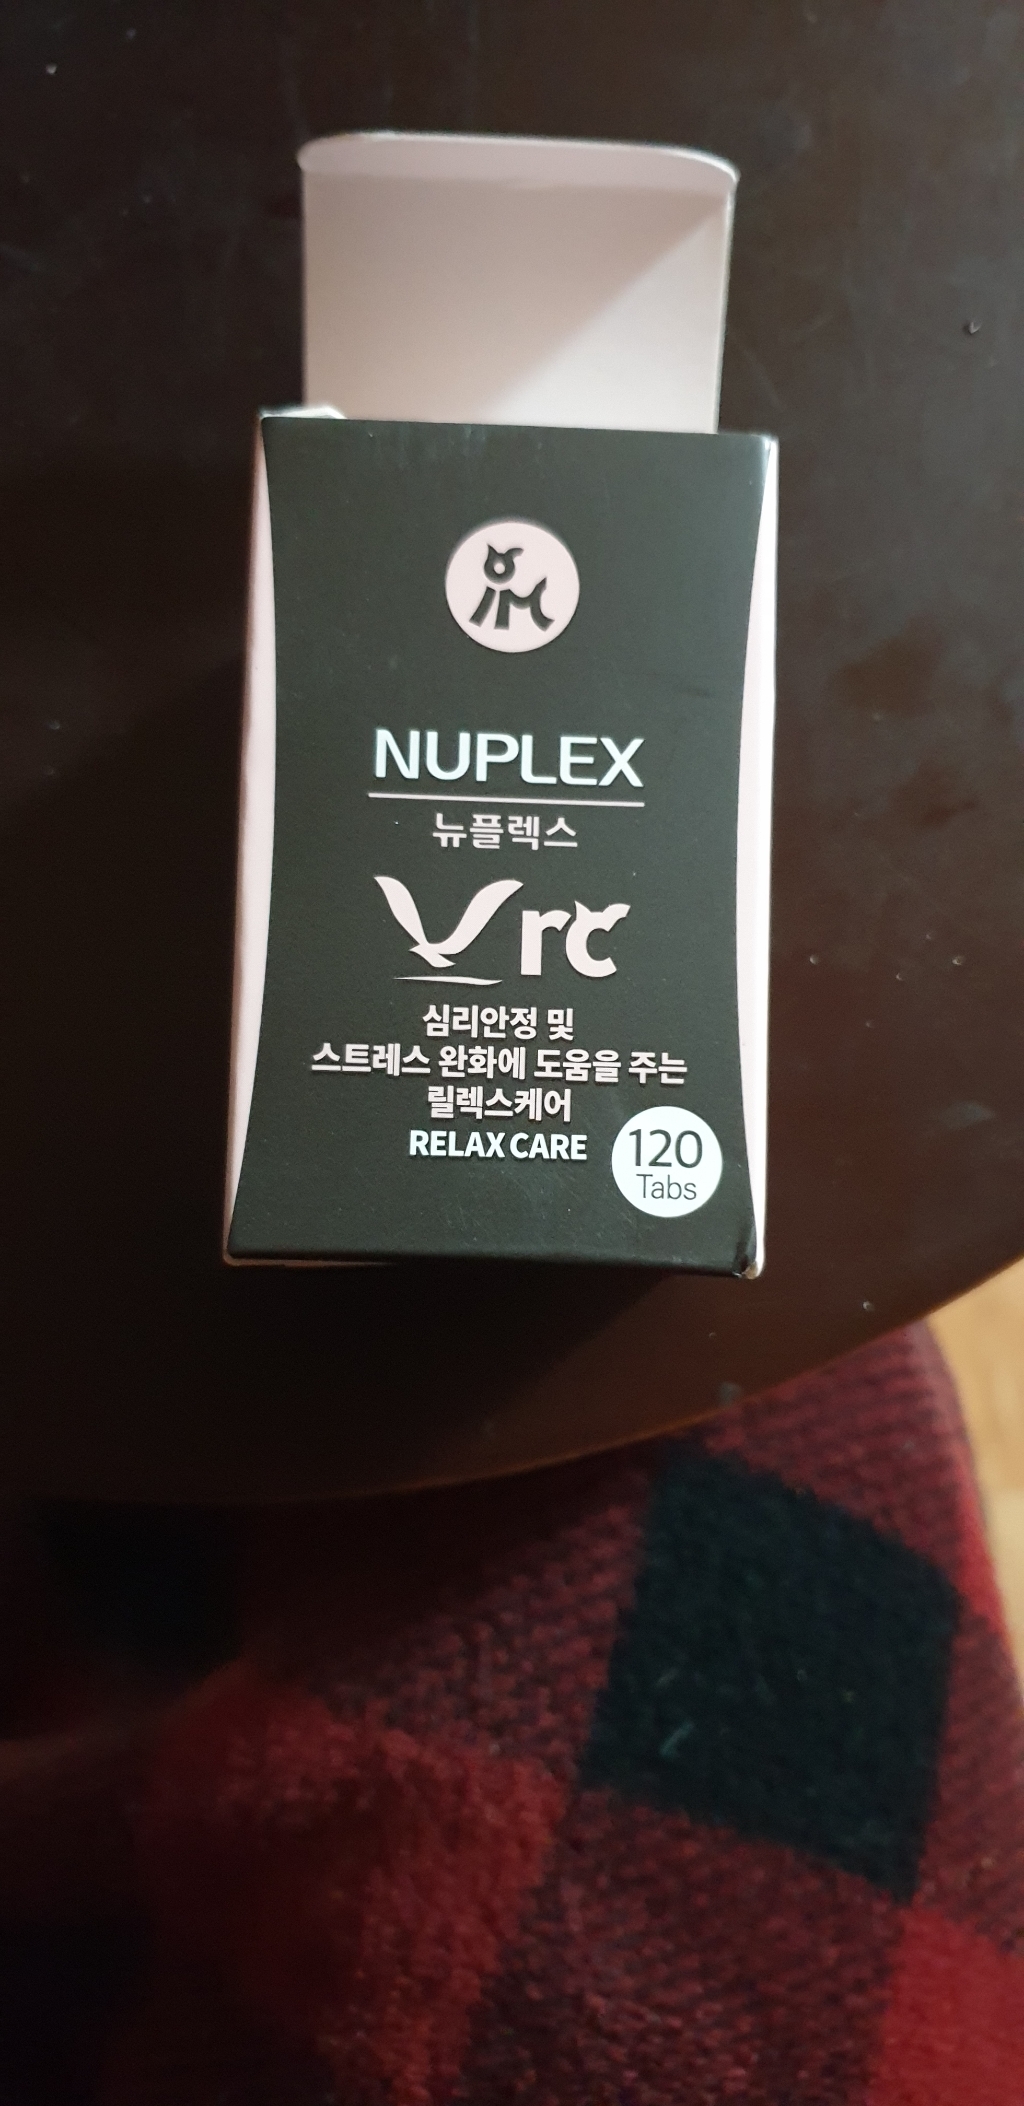 NUPLEX
뉴플렉스
Vrc
심리안정 및
스트레스 완화에 도움을 주는
릴렉스케어
RELAX CARE
120
Tabs